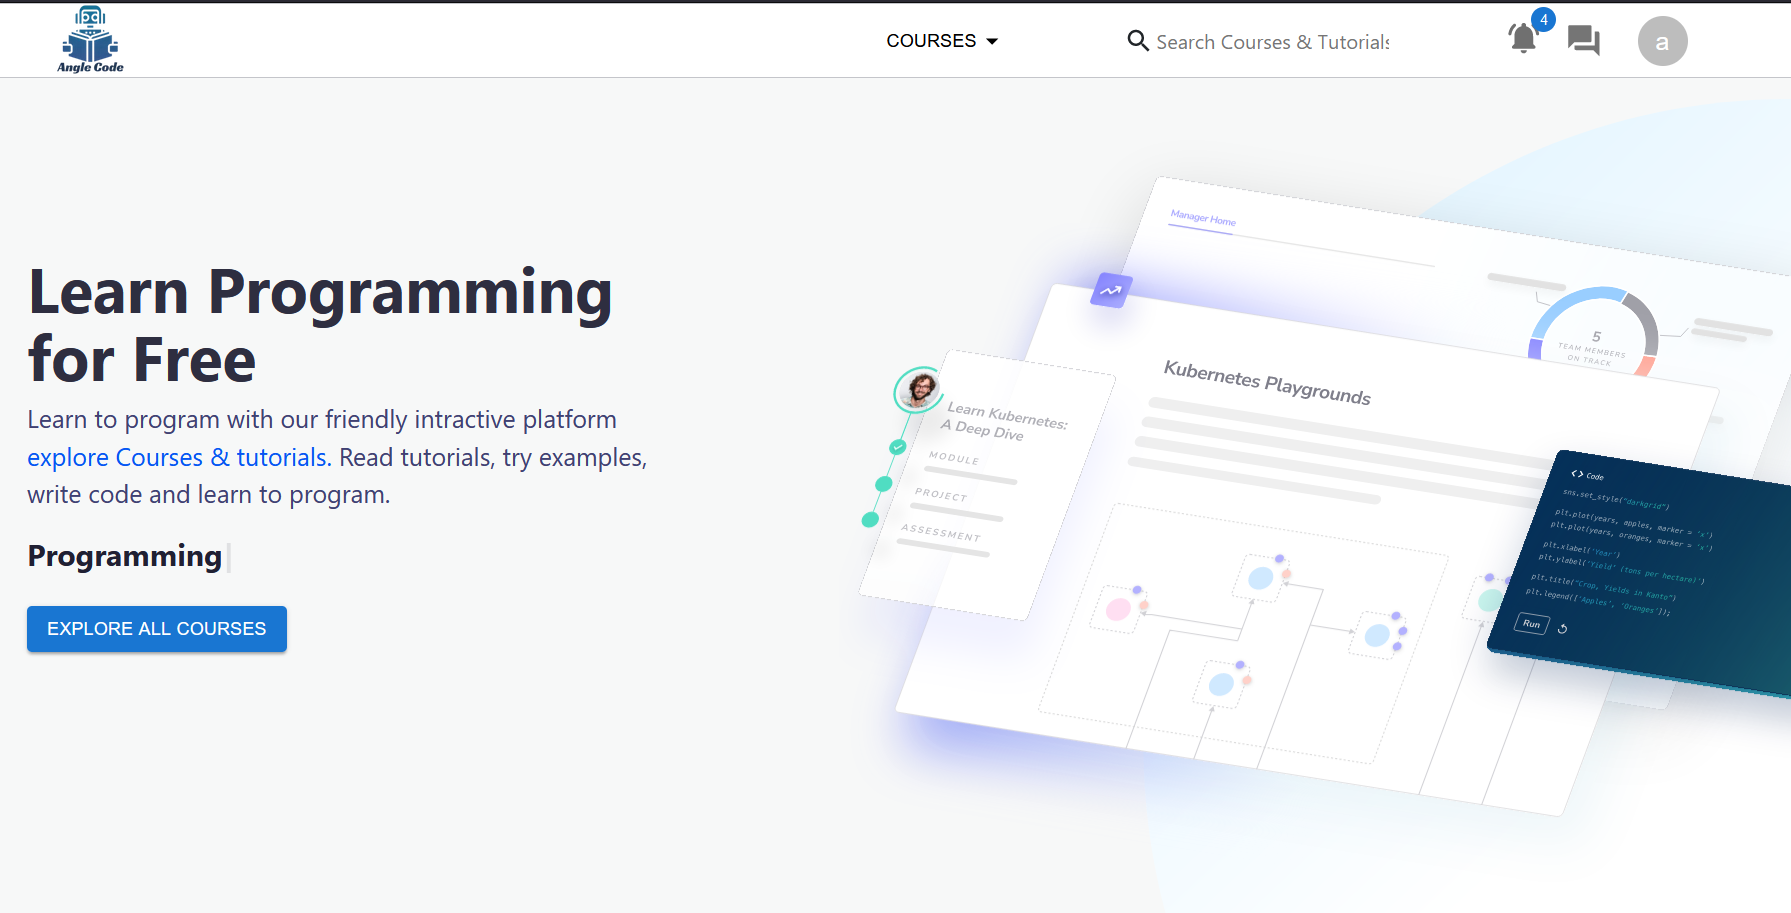 Angle Code
COURSES
Search Courses & Tutorials
4
a
Learn Programming
for Free
Learn to program with our friendly intractive platform
explore Courses & tutorials. Read tutorials, try examples,
write code and learn to program.
Programming
EXPLORE ALL COURSES
Manager Home
5
TEAM MEMBERS
ON TRACK
Kubernetes Playgrounds
Learn Kubernetes:
A Deep Dive
MODULE
PROJECT
ASSESSMENT
<> Code
sns.set_style("darkgrid")
plt.plot(years, apples, marker = 'x')
plt.plot(years, oranges, marker = 'x')
plt.xlabel('Year')
plt.ylabel("Yield" (tons per hectare)')
plt.title("Crop, Yields in Kanto")
plt.legend(['Apples', 'Oranges']);
Run